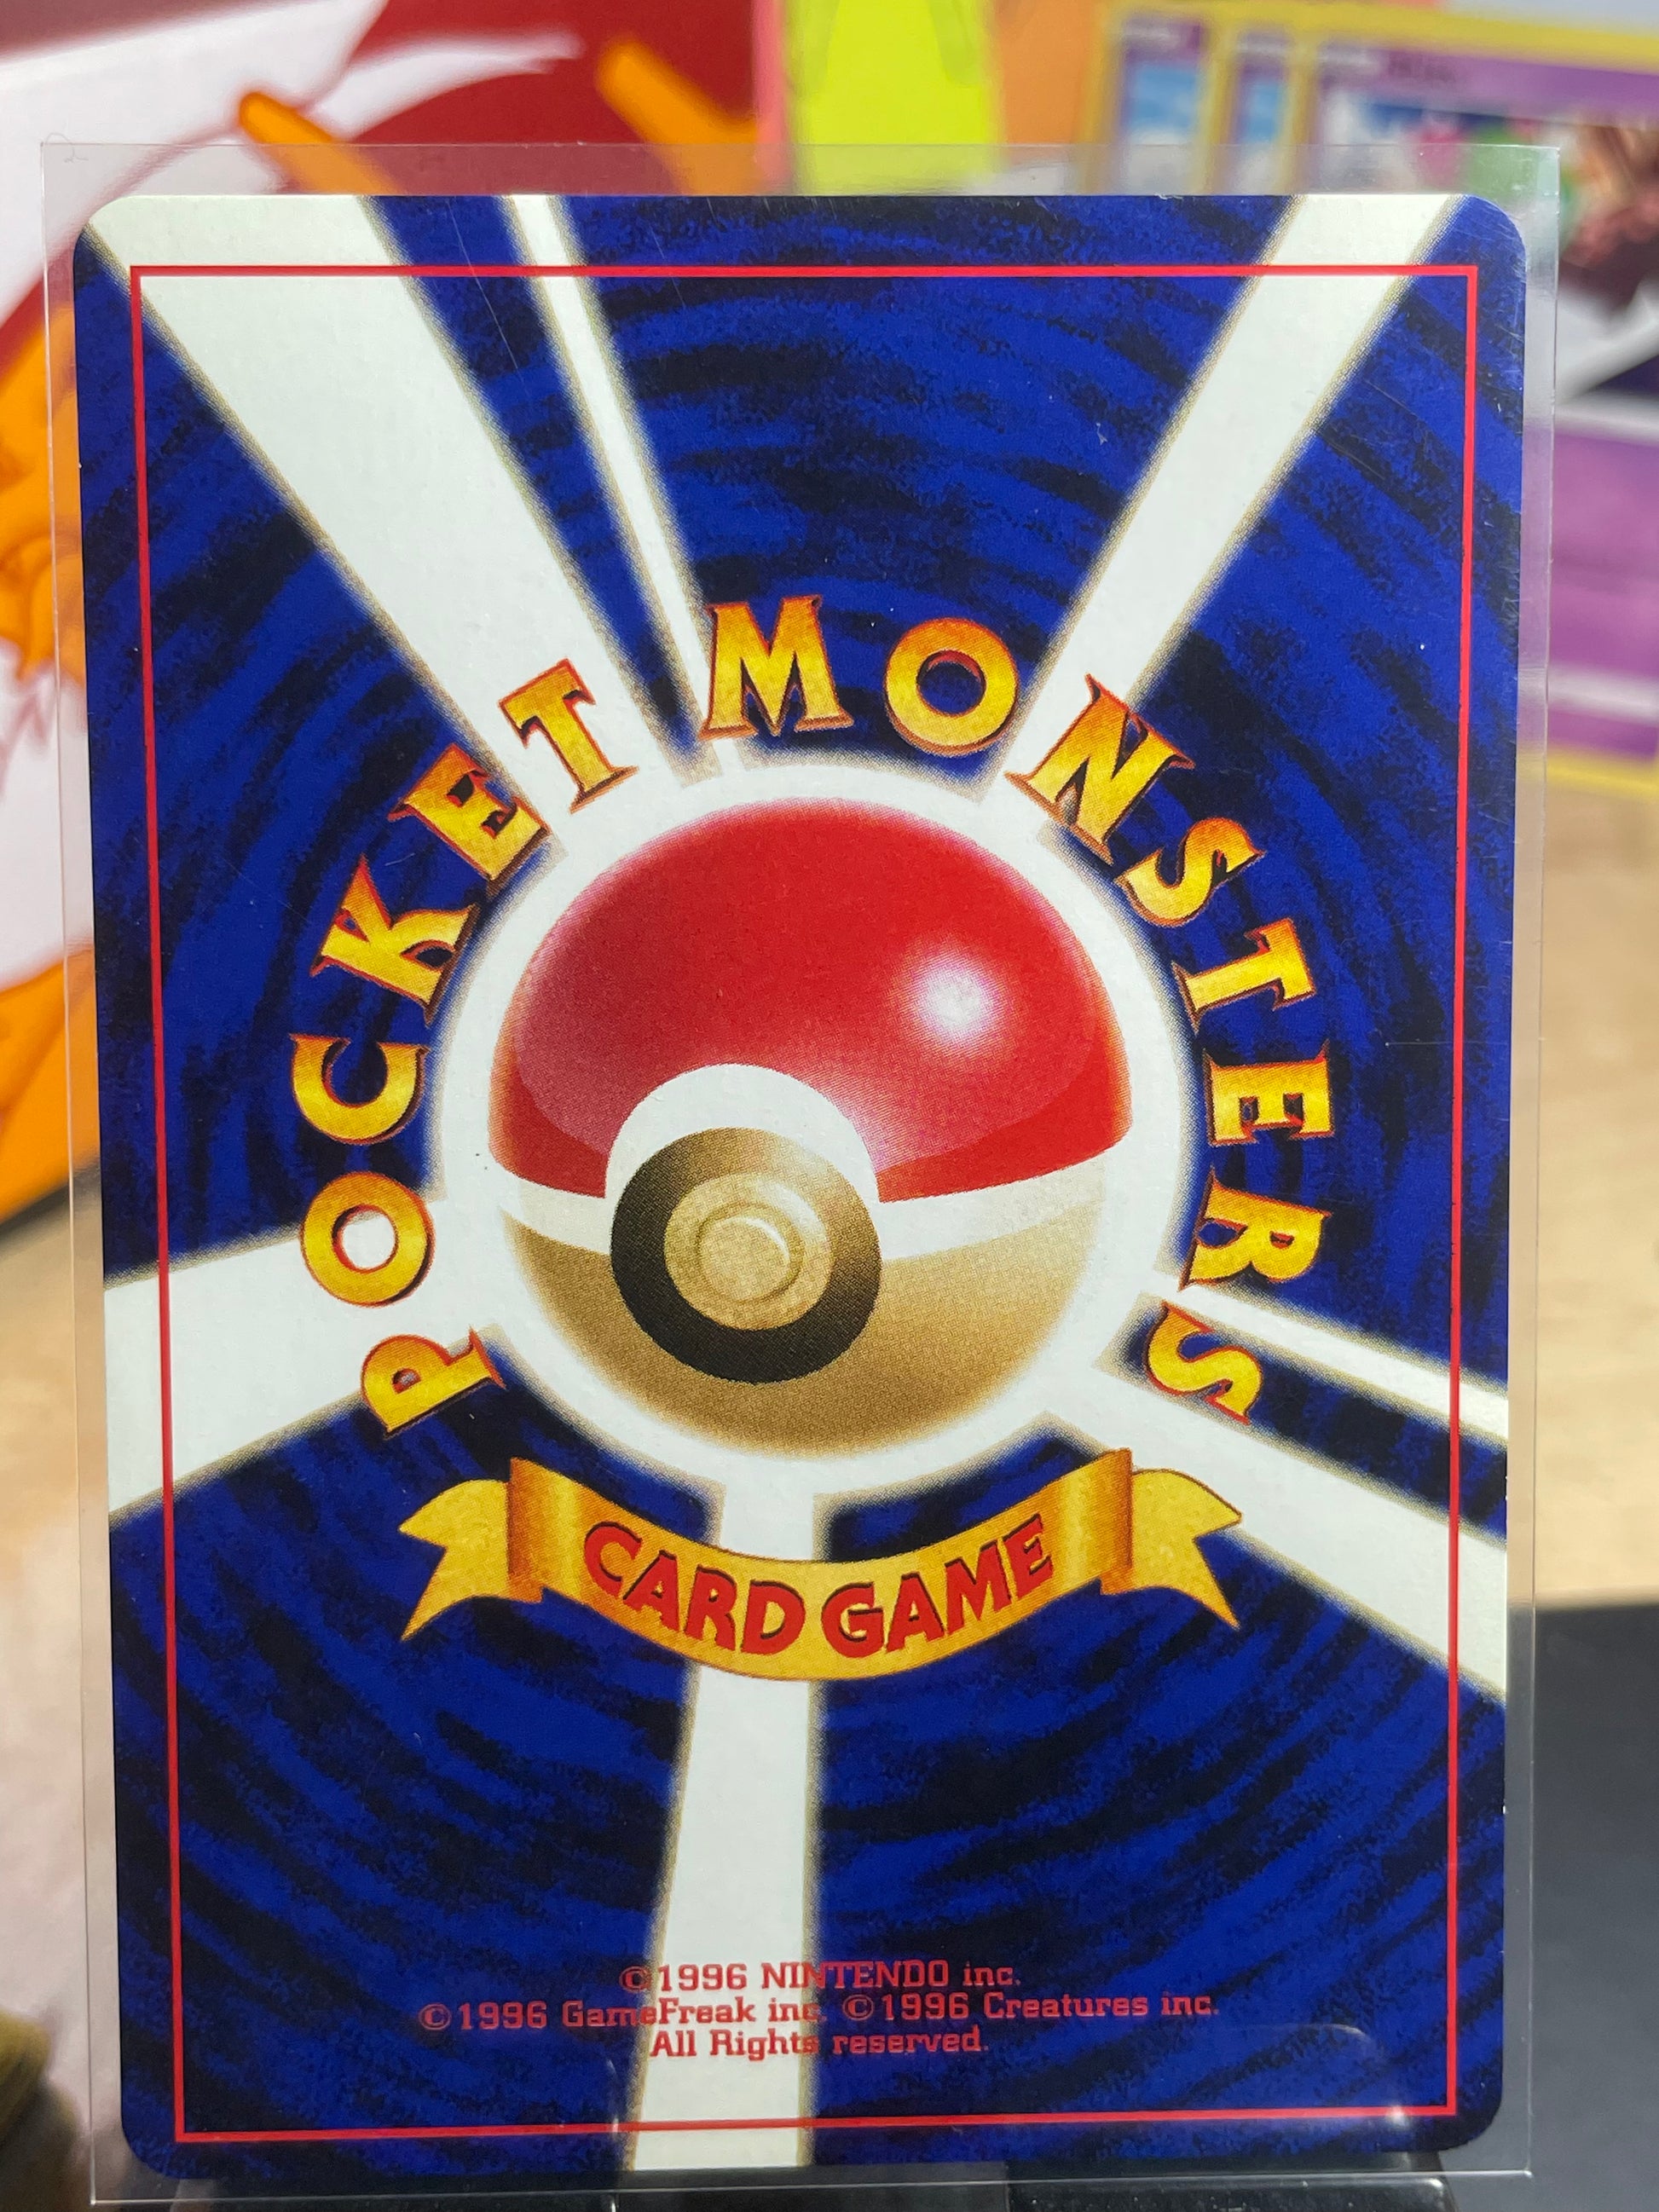 POCKET MONSTERS
CARD GAME
©1996 NINTENDO inc.
©1996 GameFreak inc. ©1996 Creatures inc.
All Rights reserved.